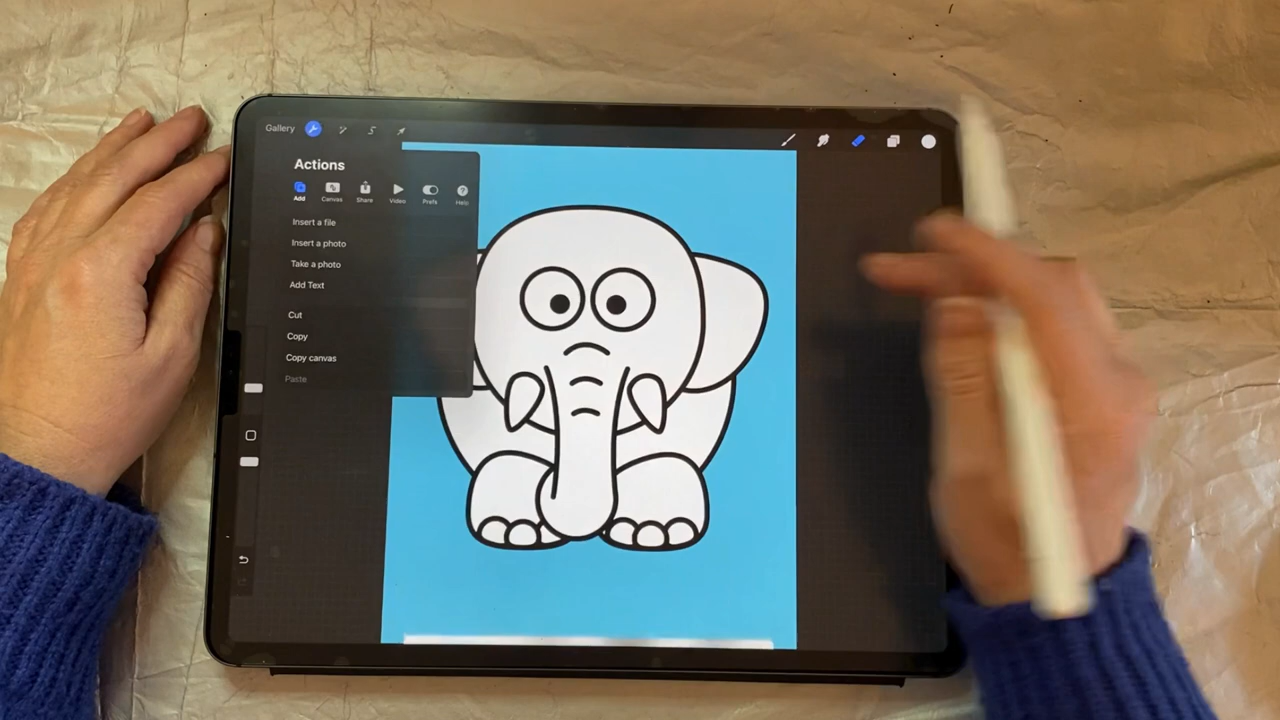 Gallery
Actions
Add Canvas Share Video Prefs Help
Insert a file
Insert a photo
Take a photo
Add Text
Cut
Copy
Copy canvas
Paste